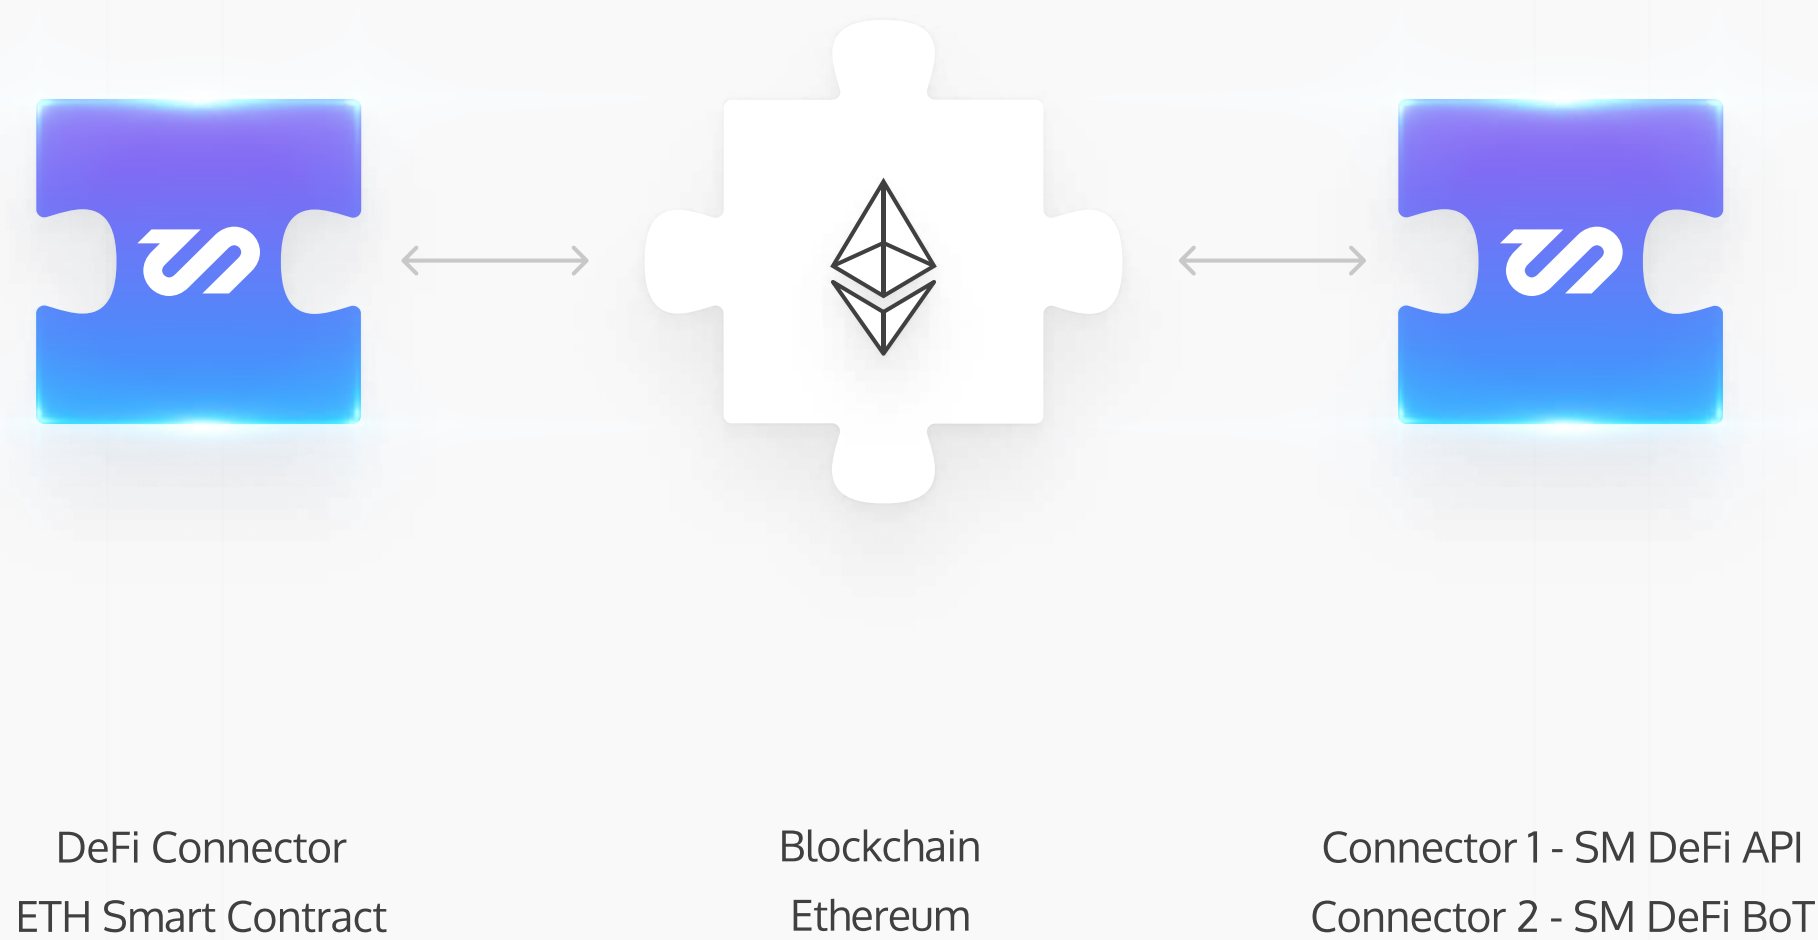 DeFi Connector
ETH Smart Contract
Blockchain
Ethereum
Connector 1 - SM DeFi API
Connector 2 - SM DeFi BoT